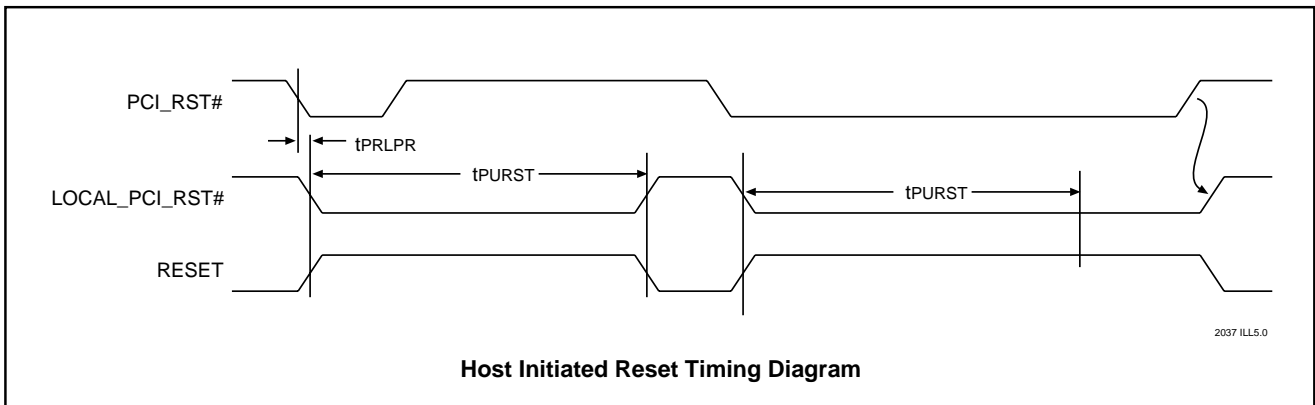 PCI_RST#
tPRLPR
tPURST
tPURST
LOCAL_PCI_RST#
RESET
2037 ILL5.0
Host Initiated Reset Timing Diagram